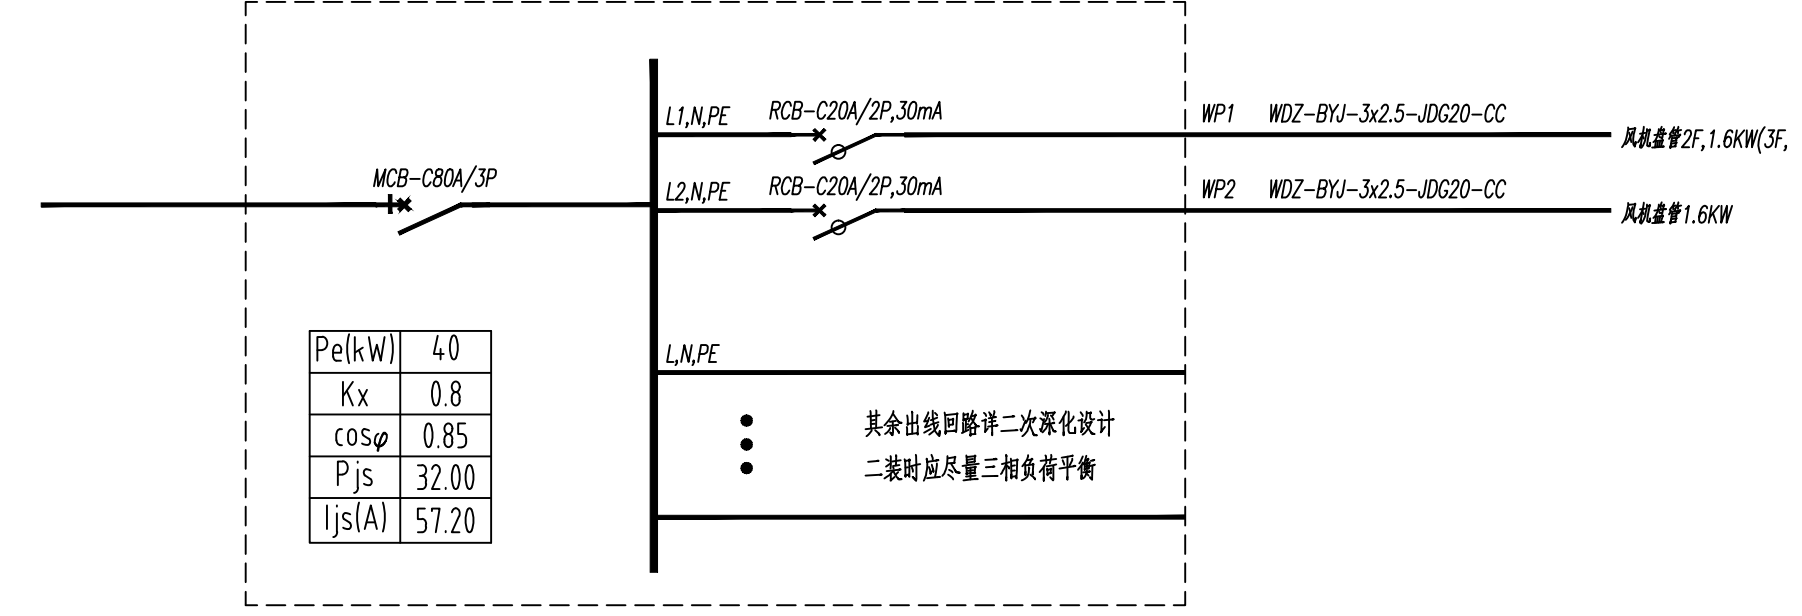 L1,N,PE RCB-C20A/2P,30mA WP1 WDZ-BYJ-3x2.5-JDG20-CC
风机盘管2F,1.6KW(3F,
MCB-C80A/3P
L2,N,PE RCB-C20A/2P,30mA WP2 WDZ-BYJ-3x2.5-JDG20-CC
风机盘管1.6KW
L,N,PE
Pe(kW) 40
Kx 0.8
cosφ 0.85
Pjs 32.00
Ijs(A) 57.20
其余出线回路详二次深化设计
二装时应尽量三相负荷平衡